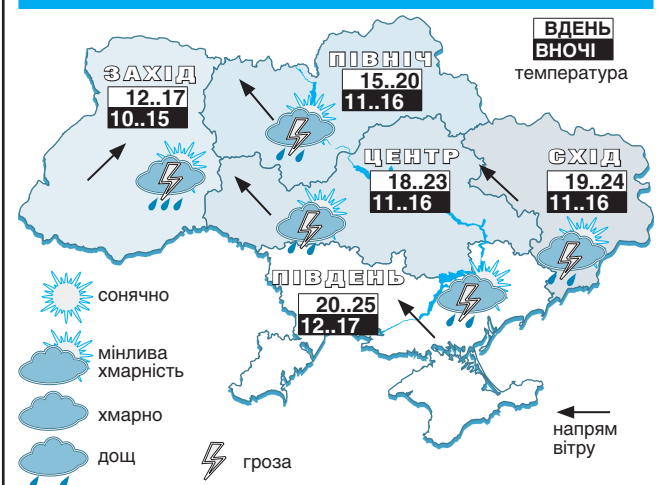 ВДЕНЬ
ВНОЧІ
температура
ПІВНІЧ
15..20
11..16
ЗАХІД
12..17
10..15
ЦЕНТР
18..23
11..16
СХІД
19..24
11..16
ПІВДЕНЬ
20..25
12..17
сонячно
мінлива
хмарність
хмарно
дощ
гроза
напрям
вітру